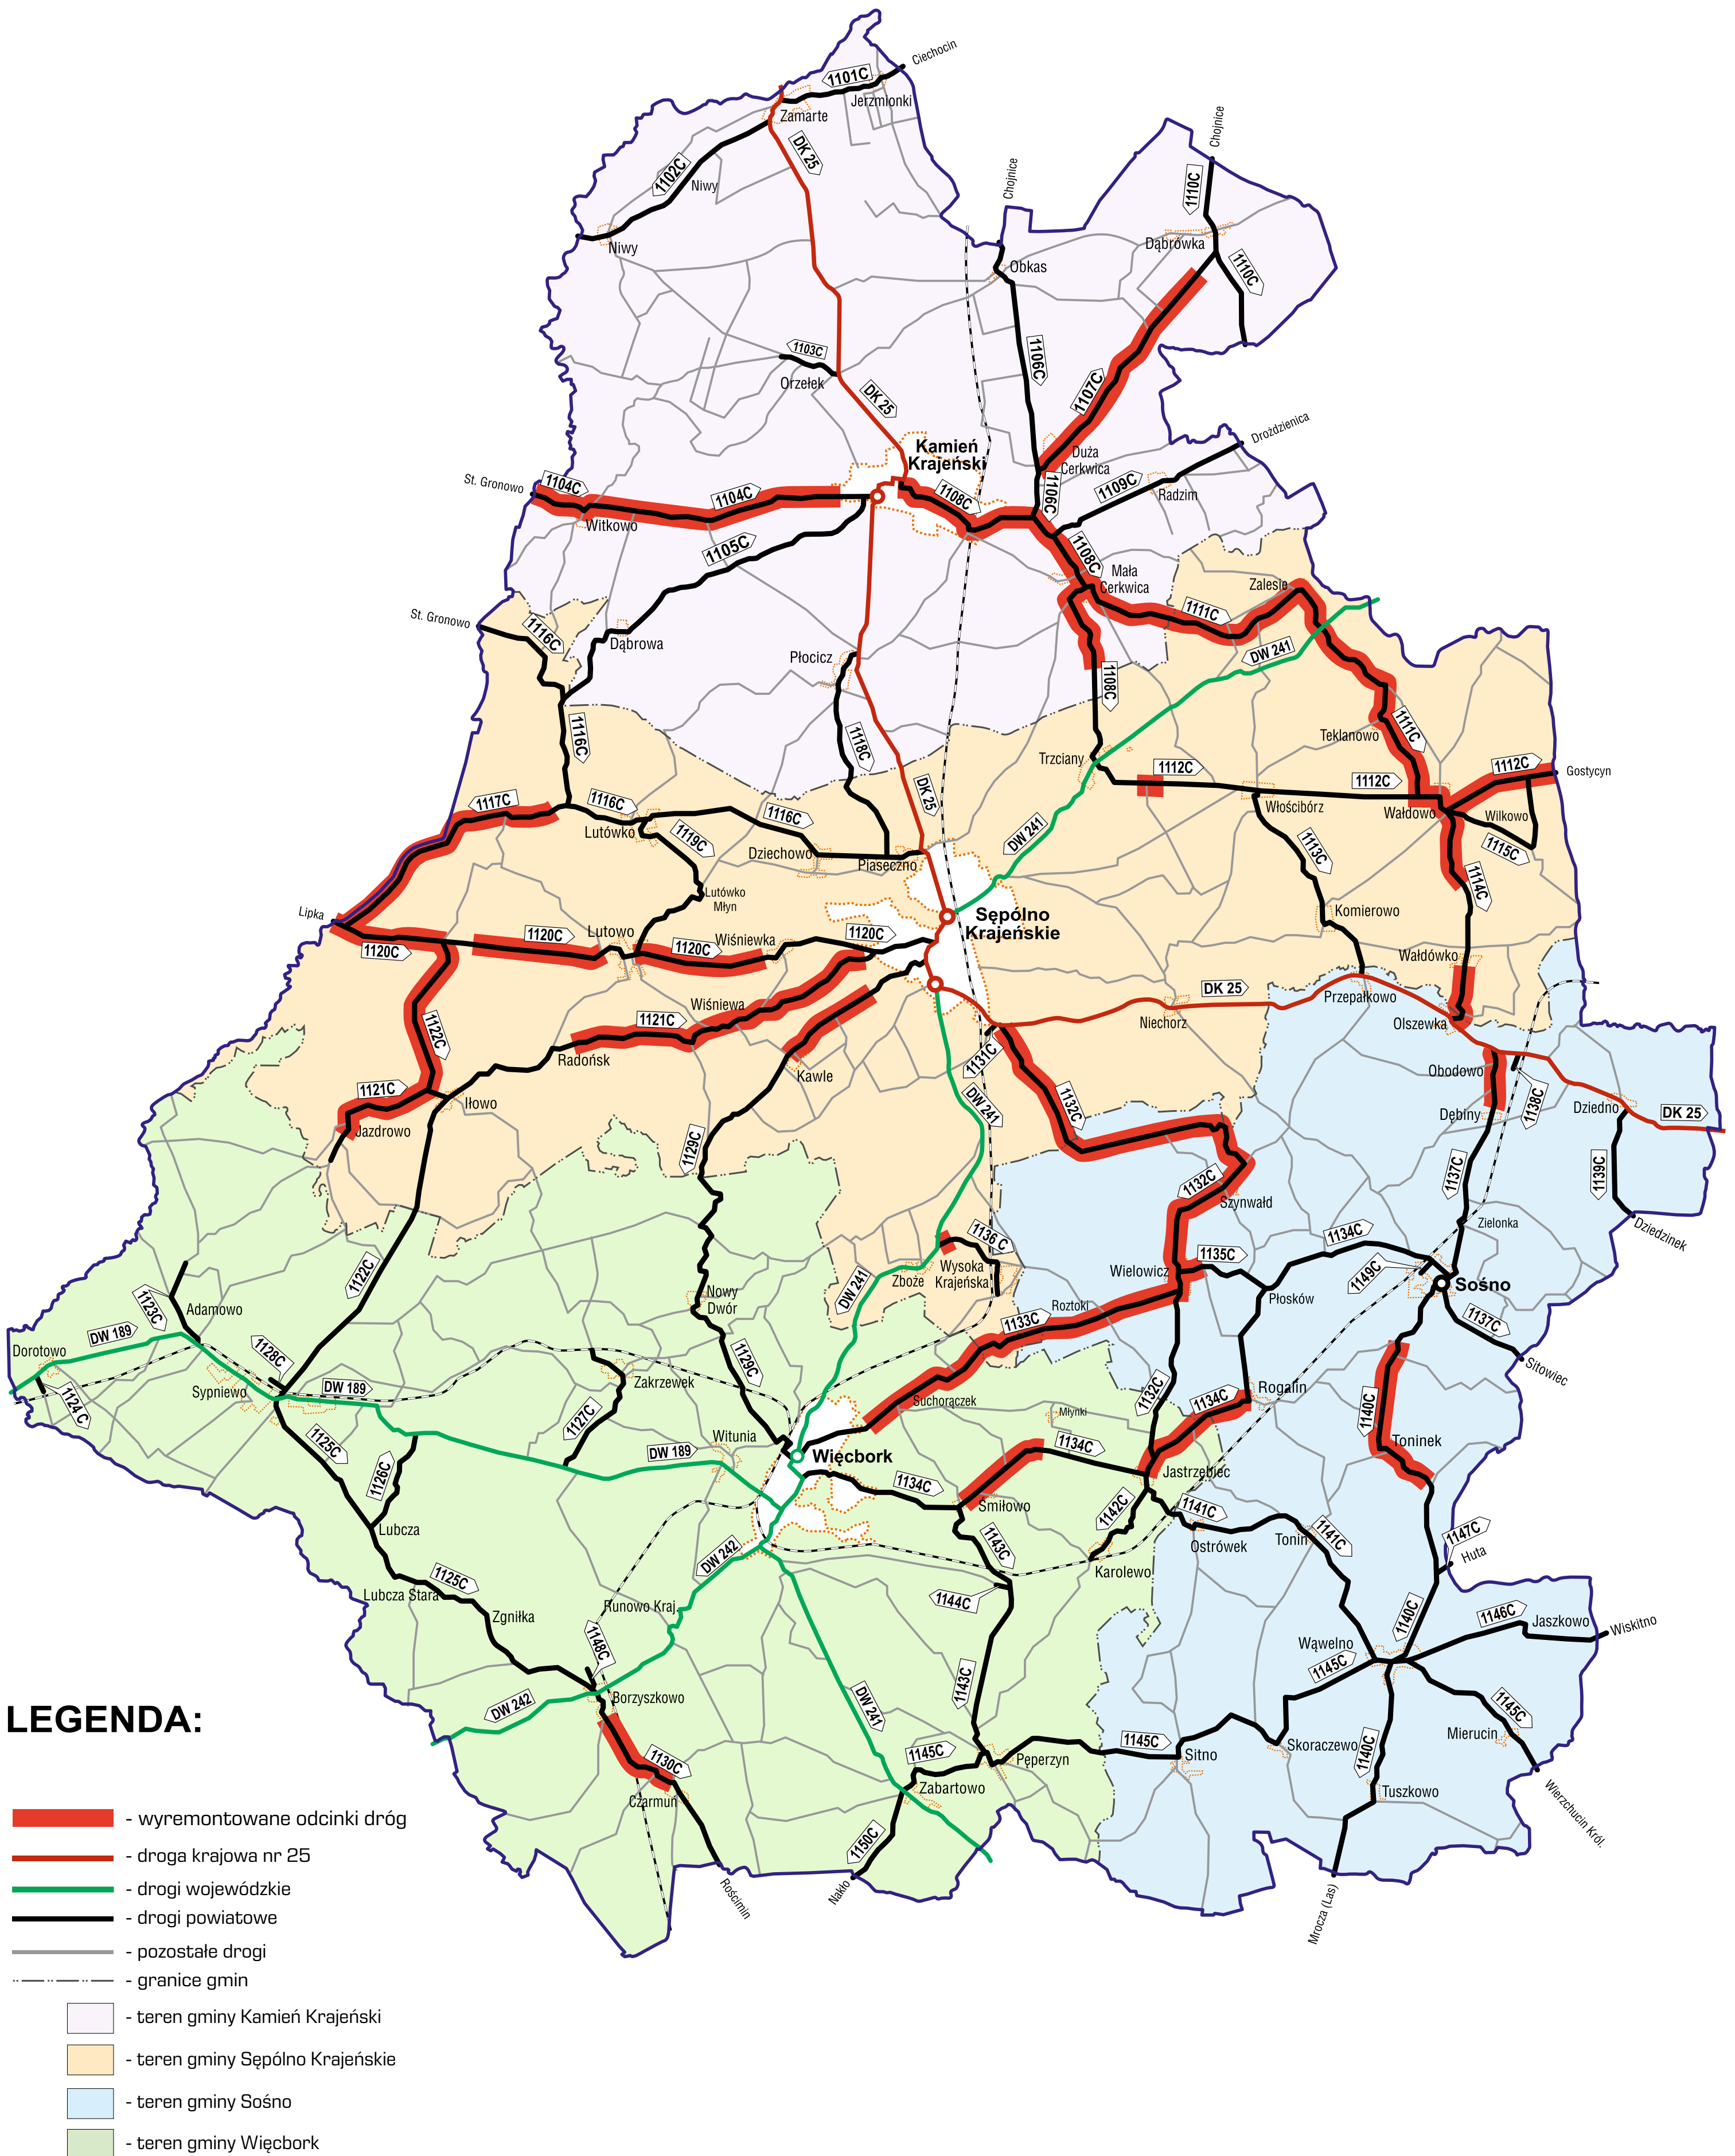 Ciechocin
1101C
Jerzmionki
Zamarte
DK 25
1102C
Niwy
Niwy
Chojnice
Chojnice
1110C
Dąbrówka
1110C
Obkas
1106C
1103C
Orzełek
DK 25
1107C
Kamień
Krajeński
Duża
Cerkwica
Drożdzienica
St. Gronowo
1104C
1104C
Witkowo
1108C
1106C
1109C
Radzim
1105C
1108C
Mała
Cerkwica
Zalesie
1111C
St. Gronowo
1116C
Dąbrowa
Płocicz
DW 241
1108C
1116C
1118C
Teklanowo
1111C
Trzciany
1112C
1112C
1112C
Gostycyn
DK 25
1117C
1116C
1116C
Lutówko
1119C
Dziechowo
Piaseczno
DW 241
Włościbórz
Wałdowo
Wilkowo
1115C
1113C
1114C
Lutówko
Młyn
Lipka
Sępólno
Krajeńskie
Komierowo
1120C
1120C
Lutowo
1120C
Wiśniewka
1120C
Wałdówko
Wiśniewa
1121C
DK 25
Przepałkowo
Niechorz
Olszewka
1122C
Radońsk
Kawle
1131C
1132C
Obodowo
1138C
Dębiny
Dziedno
DK 25
1121C
Iłowo
Jazdrowo
DW 241
1129C
1132C
Szynwałd
1137C
1139C
Zielonka
Dziedzinek
1136 C
Wysoka
Krajeńska
Zboże
Wielowicz
1135C
1134C
1149C
Sośno
Płosków
1122C
Nowy
Dwór
DW 241
Roztoki
1133C
1137C
Sitowiec
1123C
Adamowo
DW 189
Dorotowo
1128C
1124 C
Sypniewo
DW 189
Zakrzewek
1129C
1127C
Suchorączek
Młynki
1132C
1134C
Rogalin
1140C
Toninek
1125C
1126C
DW 189
Witunia
Więcbork
1134C
1134C
Jastrzębiec
Śmiłowo
1142C
1141C
Lubcza
DW 242
1143C
Karolewo
Ostrówek
Tonin
1141C
1147C
Huta
1125C
Lubcza Stara
Zgniłka
Runowo Kraj.
1144C
1140C
1146C
Jaszkowo
Wiskitno
Wąwelno
1145C
1148C
Borzyszkowo
DW 242
DW 241
1143C
1145C
Mierucin
1130C
Czarmuń
1145C
Pęperzyn
1145C
Sitno
Skoraczewo
1140C
Tuszkowo
Zabartowo
1150C
Wierzchucin Król.
Rościmin
Nakło
Mrocza (Las)
LEGENDA:
- wyremontowane odcinki dróg
- droga krajowa nr 25
- drogi wojewódzkie
- drogi powiatowe
- pozostałe drogi
- granice gmin
- teren gminy Kamień Krajeński
- teren gminy Sępólno Krajeńskie
- teren gminy Sośno
- teren gminy Więcbork